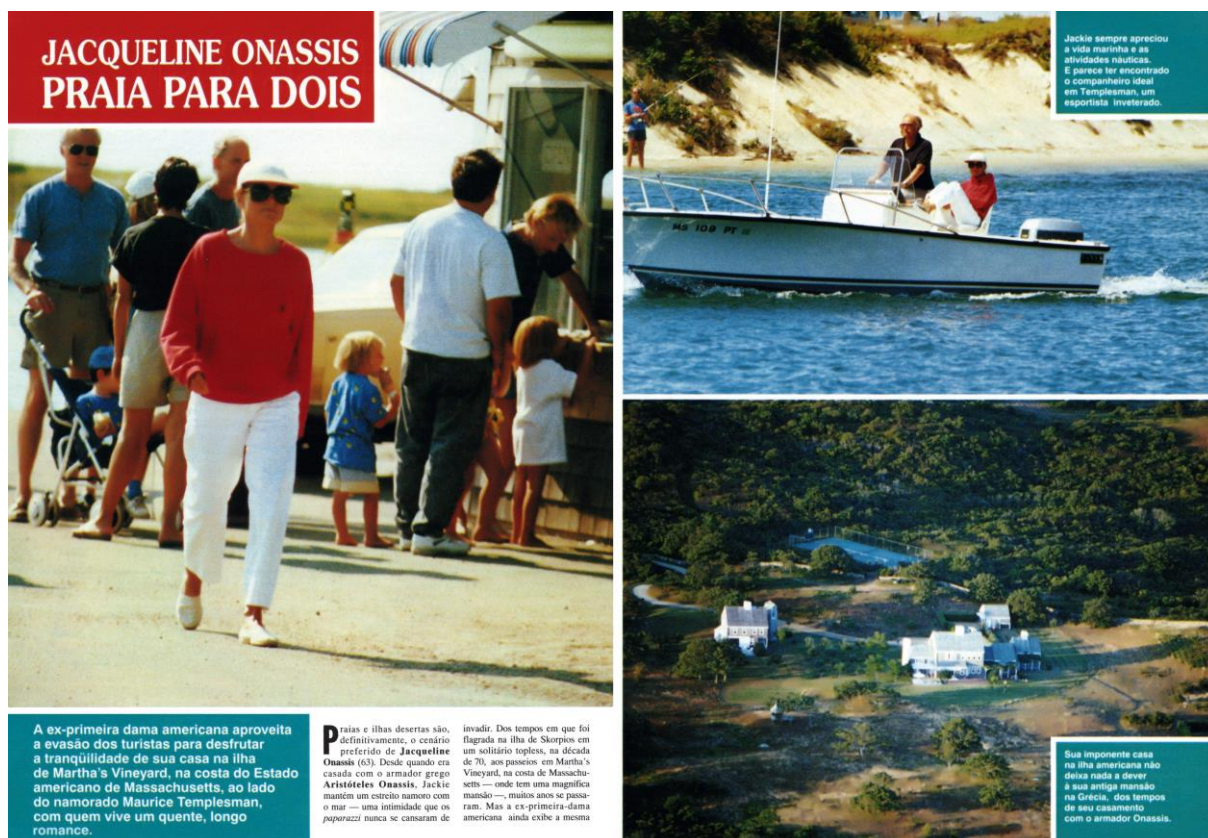 JACQUELINE ONASSIS
PRAIA PARA DOIS
A ex-primeira dama americana aproveita
a evasão dos turistas para desfrutar
a tranqüilidade de sua casa na ilha
de Martha's Vineyard, na costa do Estado
americano de Massachusetts, ao lado
do namorado Maurice Templesman,
com quem vive um quente, longo
romance.
Praias e ilhas desertas são,
definitivamente, o cenário
preferido de Jacqueline
Onassis (63). Desde quando era
casada com o armador grego
Aristóteles Onassis, Jackie
mantém um estreito namoro com
o mar — uma intimidade que os
paparazzi nunca se cansaram de
invadir. Dos tempos em que foi
flagrada na ilha de Skorpios em
um solitário topless, na década
de 70, aos passeios em Martha's
Vineyard, na costa de Massachu-
setts — onde tem uma magnífica
mansão —, muitos anos se passa-
ram. Mas a ex-primeira-dama
americana ainda exibe a mesma
Jackie sempre apreciou
a vida marinha e as
atividades náuticas.
E parece ter encontrado
o companheiro ideal
em Templesman, um
esportista inveterado.
MS 109 PT
Sua imponente casa
na ilha americana não
deixa nada a dever
à sua antiga mansão
na Grécia, dos tempos
de seu casamento
com o armador Onassis.